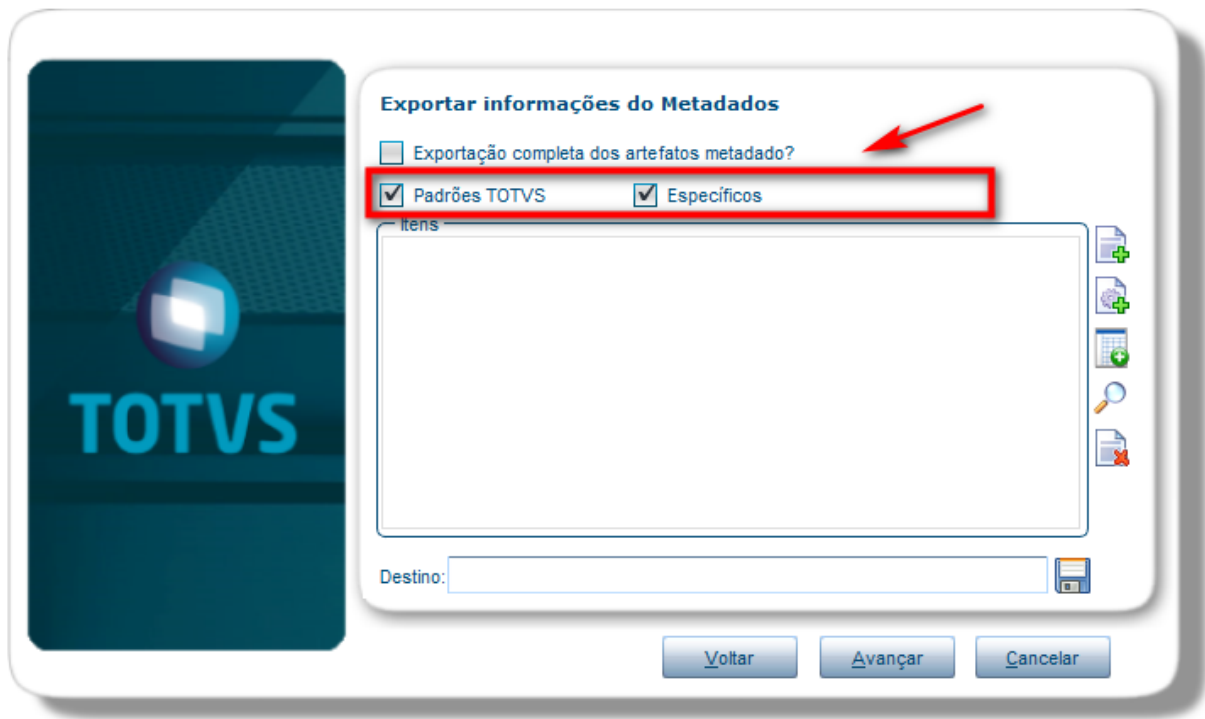 Exportar informações do Metadados
Exportação completa dos artefatos metadado?
Padrões TOTVS Específicos
Itens
TOTVS
Destino:
Voltar Avançar Cancelar